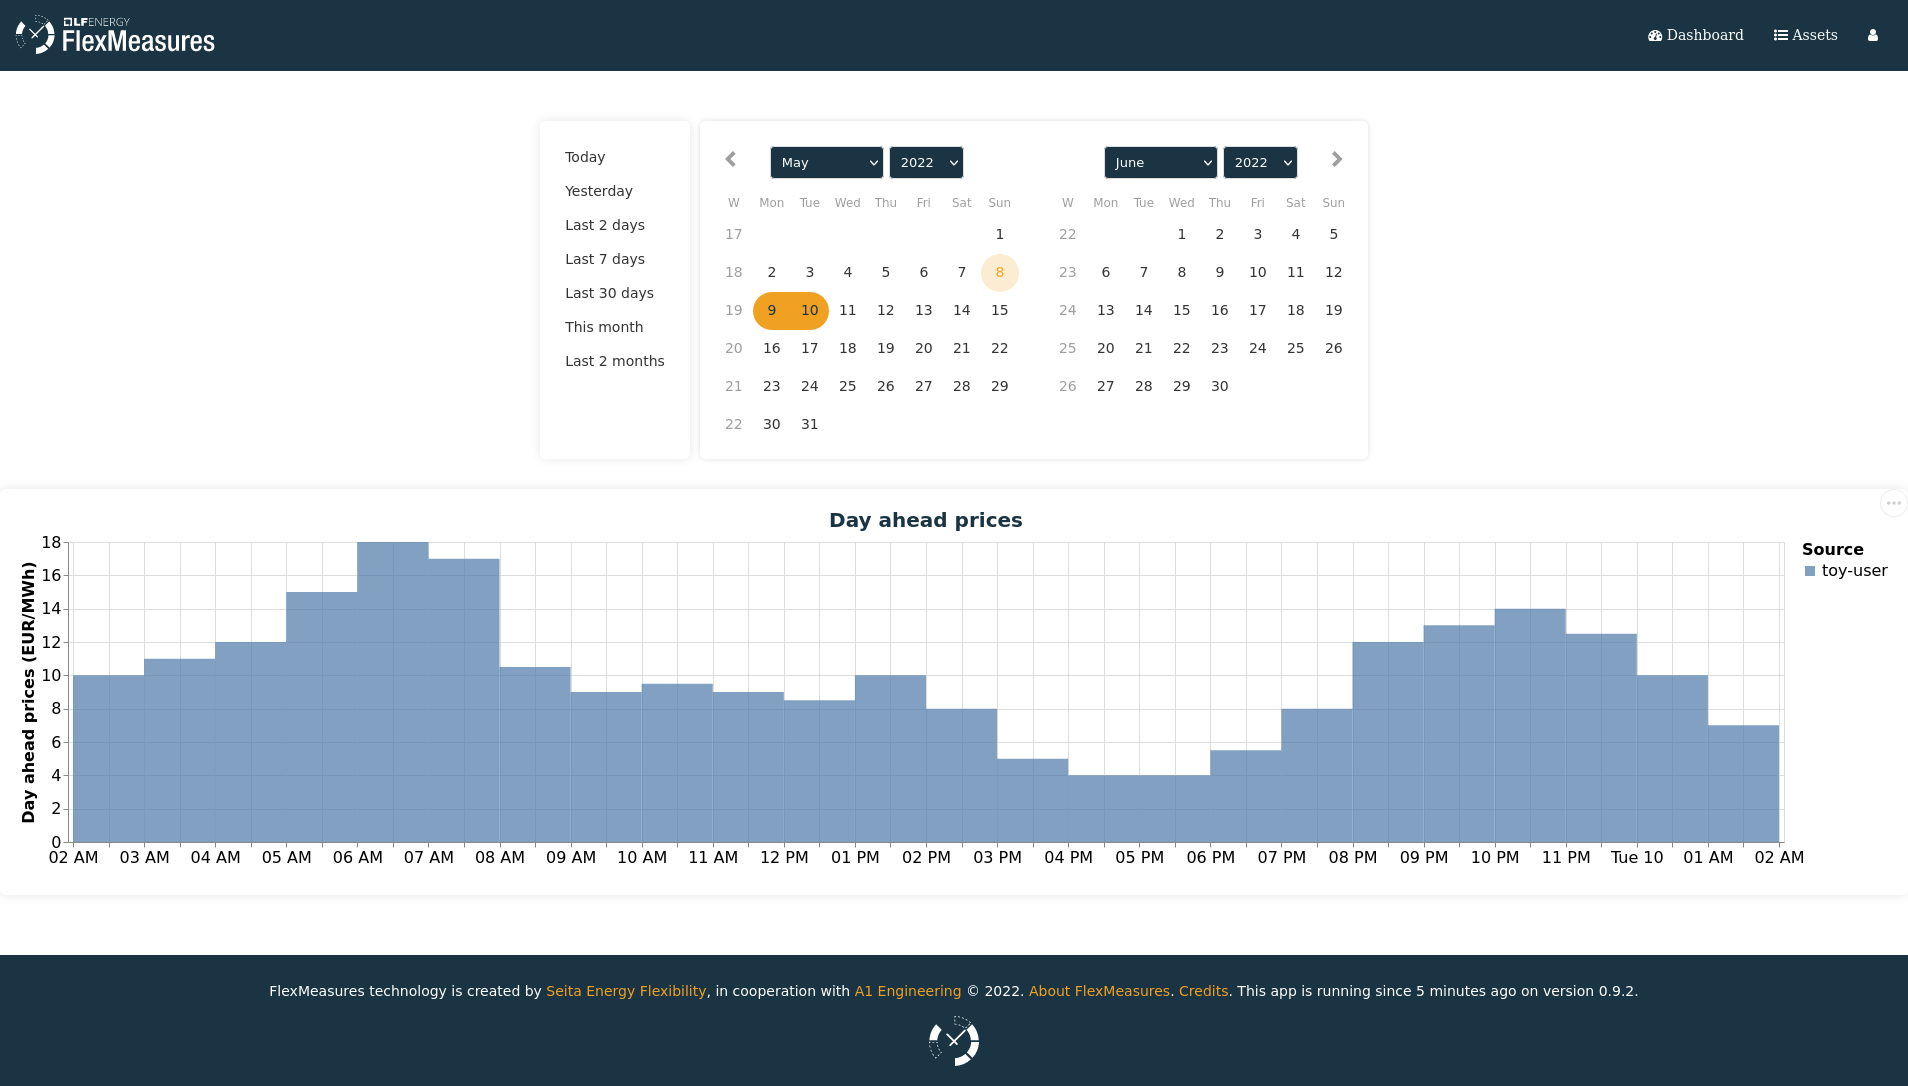 LFENERGY
FlexMeasures
Dashboard
Assets
Today
Yesterday
Last 2 days
Last 7 days
Last 30 days
This month
Last 2 months
May 2022
W Mon Tue Wed Thu Fri Sat Sun
17 1
18 2 3 4 5 6 7 8
19 9 10 11 12 13 14 15
20 16 17 18 19 20 21 22
21 23 24 25 26 27 28 29
22 30 31
June 2022
W Mon Tue Wed Thu Fri Sat Sun
22 1 2 3 4 5
23 6 7 8 9 10 11 12
24 13 14 15 16 17 18 19
25 20 21 22 23 24 25 26
26 27 28 29 30
Day ahead prices
Day ahead prices (EUR/MWh)
18
16
14
12
10
8
6
4
2
0
02 AM 03 AM 04 AM 05 AM 06 AM 07 AM 08 AM 09 AM 10 AM 11 AM 12 PM 01 PM 02 PM 03 PM 04 PM 05 PM 06 PM 07 PM 08 PM 09 PM 10 PM 11 PM Tue 10 01 AM 02 AM
Source
toy-user
FlexMeasures technology is created by Seita Energy Flexibility, in cooperation with A1 Engineering © 2022. About FlexMeasures. Credits. This app is running since 5 minutes ago on version 0.9.2.